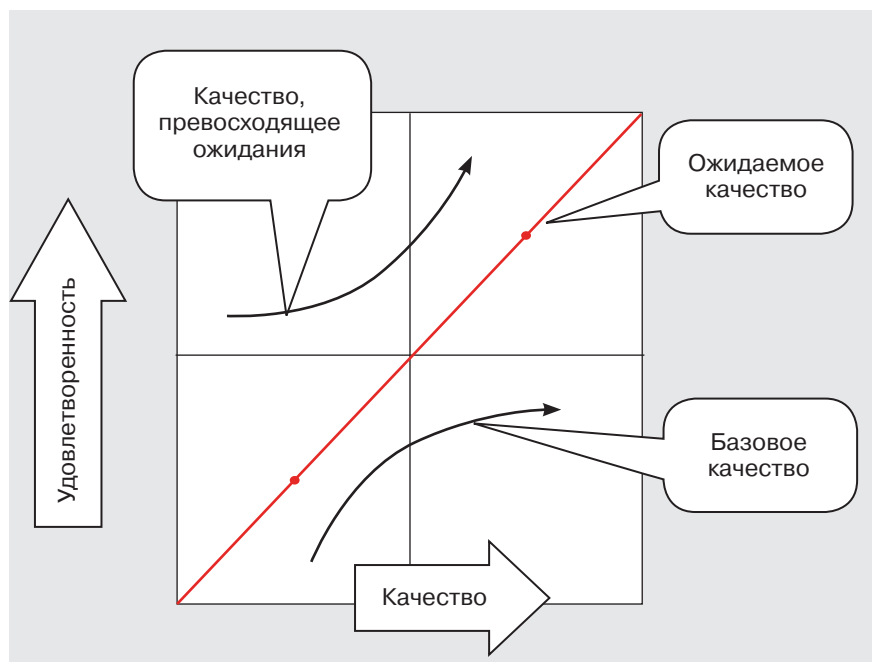 Качество,
превосходящее
ожидания
Ожидаемое
качество
Удовлетворенность
Базовое
качество
Качество